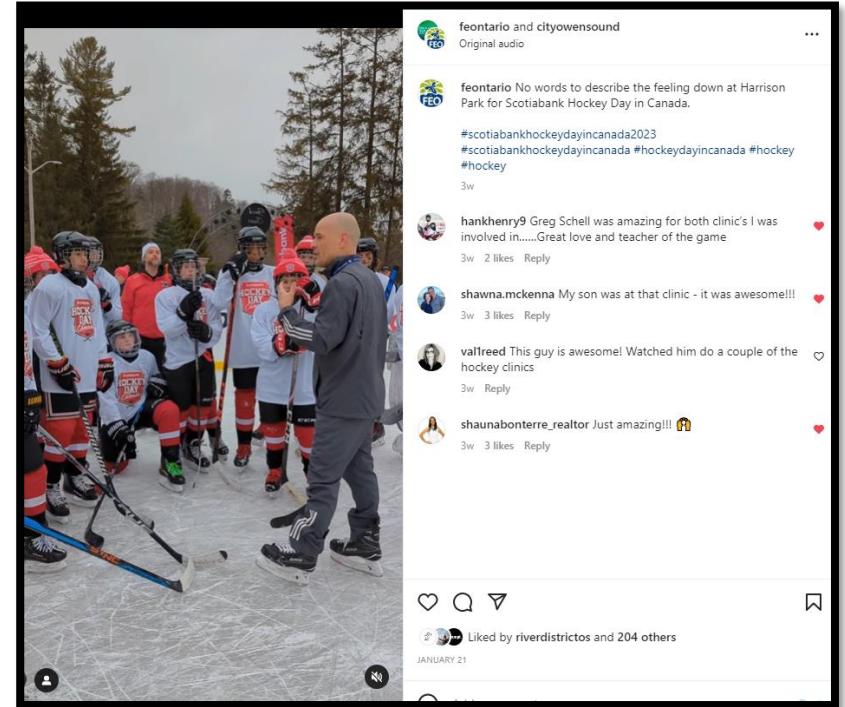 feontario and cityowensound
Original audio
FEO
feontario No words to describe the feeling down at Harrison
Park for Scotiabank Hockey Day in Canada.
#scotiabankhockeydayincanada2023
#scotiabankhockeydayincanada #hockeydayincanada #hockey
#hockey
3w
hankhenry9 Greg Schell was amazing for both clinic's I was
involved in......Great love and teacher of the game
3w 2 likes Reply
shawna.mckenna My son was at that clinic - it was awesome!!!
3w 3 likes Reply
val1reed This guy is awesome! Watched him do a couple of the
hockey clinics
3w Reply
shaunabonterre_realtor Just amazing!!!
3w 3 likes Reply
Liked by riverdistrictos and 204 others
JANUARY 21
HOCKEY
DAY
HOCKEY
DAY
HOCKEY
DAY
SYNC